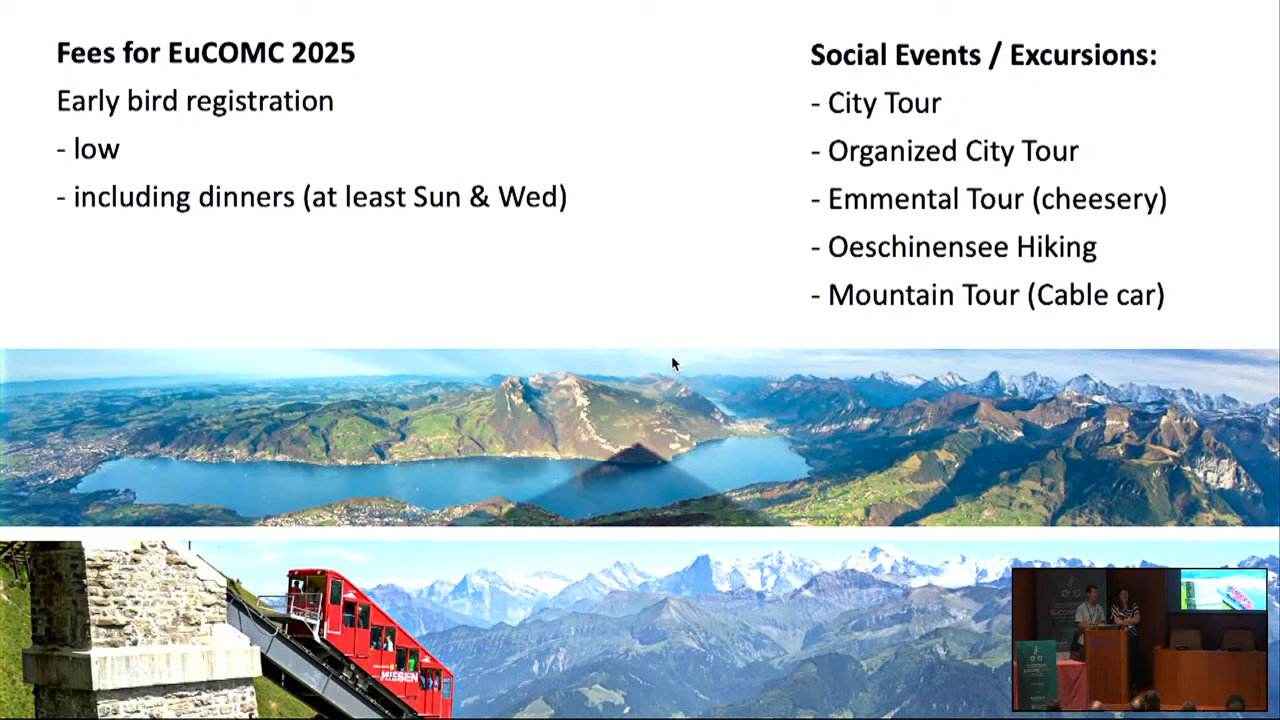 Fees for EuCOMC 2025
Early bird registration
- low
- including dinners (at least Sun & Wed)
Social Events / Excursions:
- City Tour
- Organized City Tour
- Emmental Tour (cheesery)
- Oeschinensee Hiking
- Mountain Tour (Cable car)
NIESEN